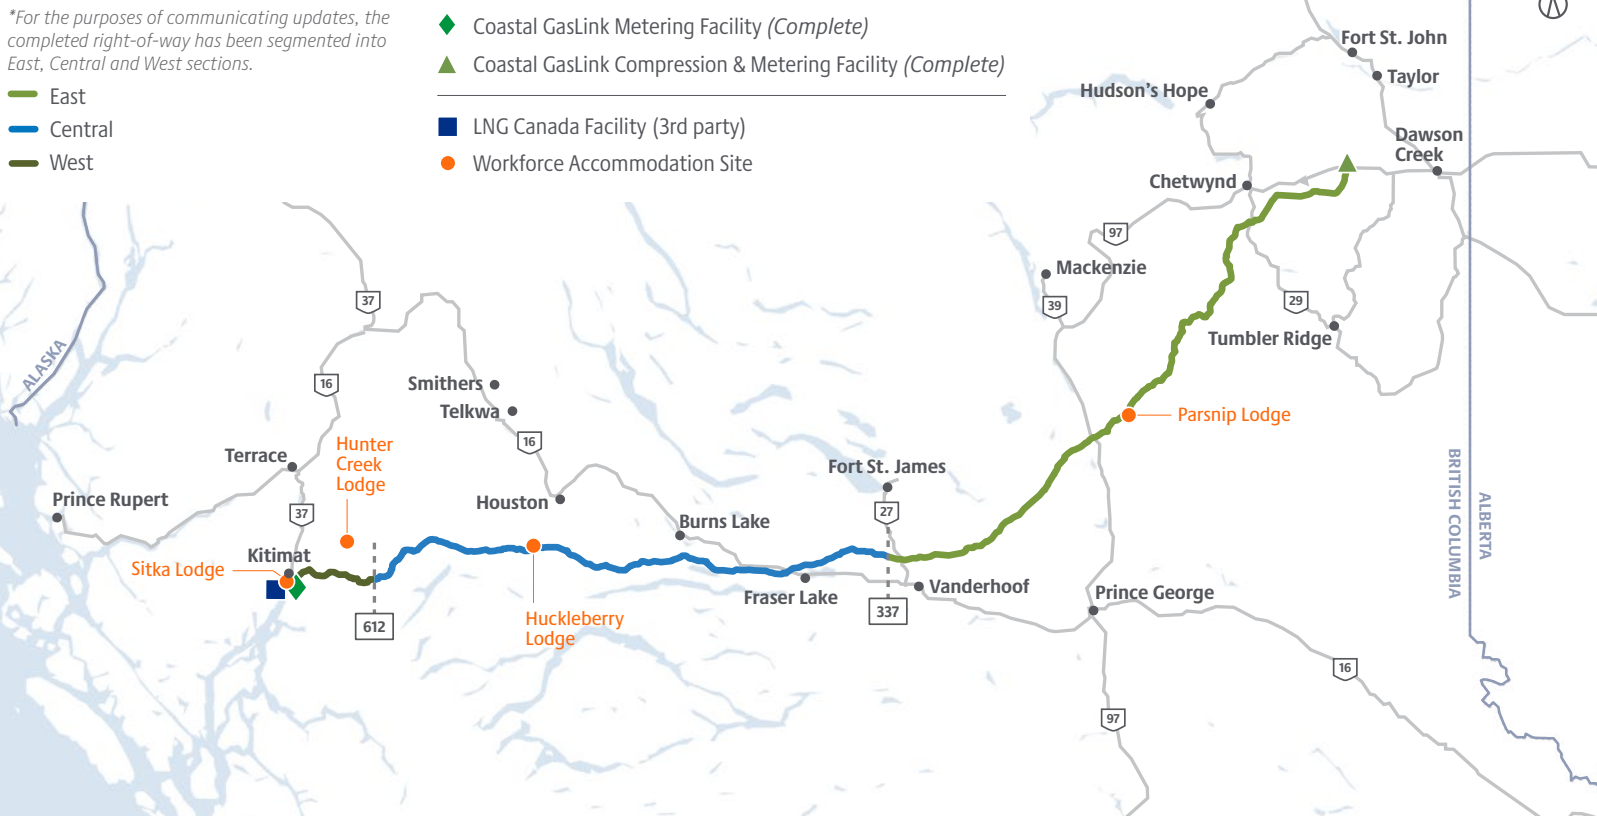 *For the purposes of communicating updates, the
completed right-of-way has been segmented into
East, Central and West sections.
East
Central
West
Coastal GasLink Metering Facility (Complete)
Coastal GasLink Compression & Metering Facility (Complete)
LNG Canada Facility (3rd party)
Workforce Accommodation Site
Fort St. John
Taylor
Hudson's Hope
Dawson
Creek
Chetwynd
97
Mackenzie
39
29
Tumbler Ridge
37
ALASKA
16
Smithers
Telkwa
16
Parsnip Lodge
Hunter
Creek
Lodge
Terrace
Fort St. James
Prince Rupert
37
Houston
27
Burns Lake
BRITISH COLUMBIA
ALBERTA
Kitimat
Sitka Lodge
Fraser Lake
Vanderhoof
Prince George
612
Huckleberry
Lodge
337
16
97